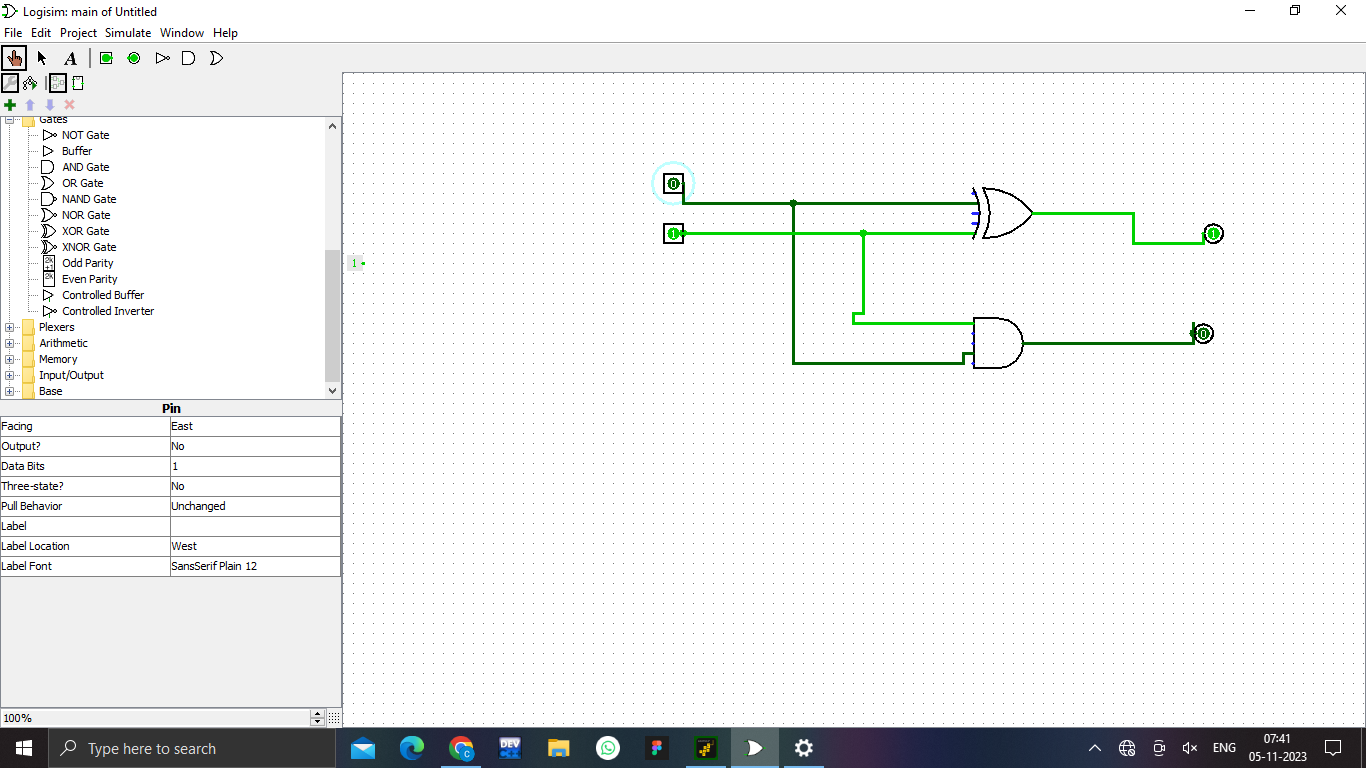 Logisim: main of Untitled
File Edit Project Simulate Window Help
A
Gates
NOT Gate
Buffer
AND Gate
OR Gate
NAND Gate
NOR Gate
XOR Gate
XNOR Gate
Odd Parity
Even Parity
Controlled Buffer
Controlled Inverter
Plexers
Arithmetic
Memory
Input/Output
Base
Pin
Facing East
Output? No
Data Bits 1
Three-state? No
Pull Behavior Unchanged
Label
Label Location West
Label Font SansSerif Plain 12
100%
0
1
1
1
0
Type here to search
DEV
C
ENG
07:41
05-11-2023